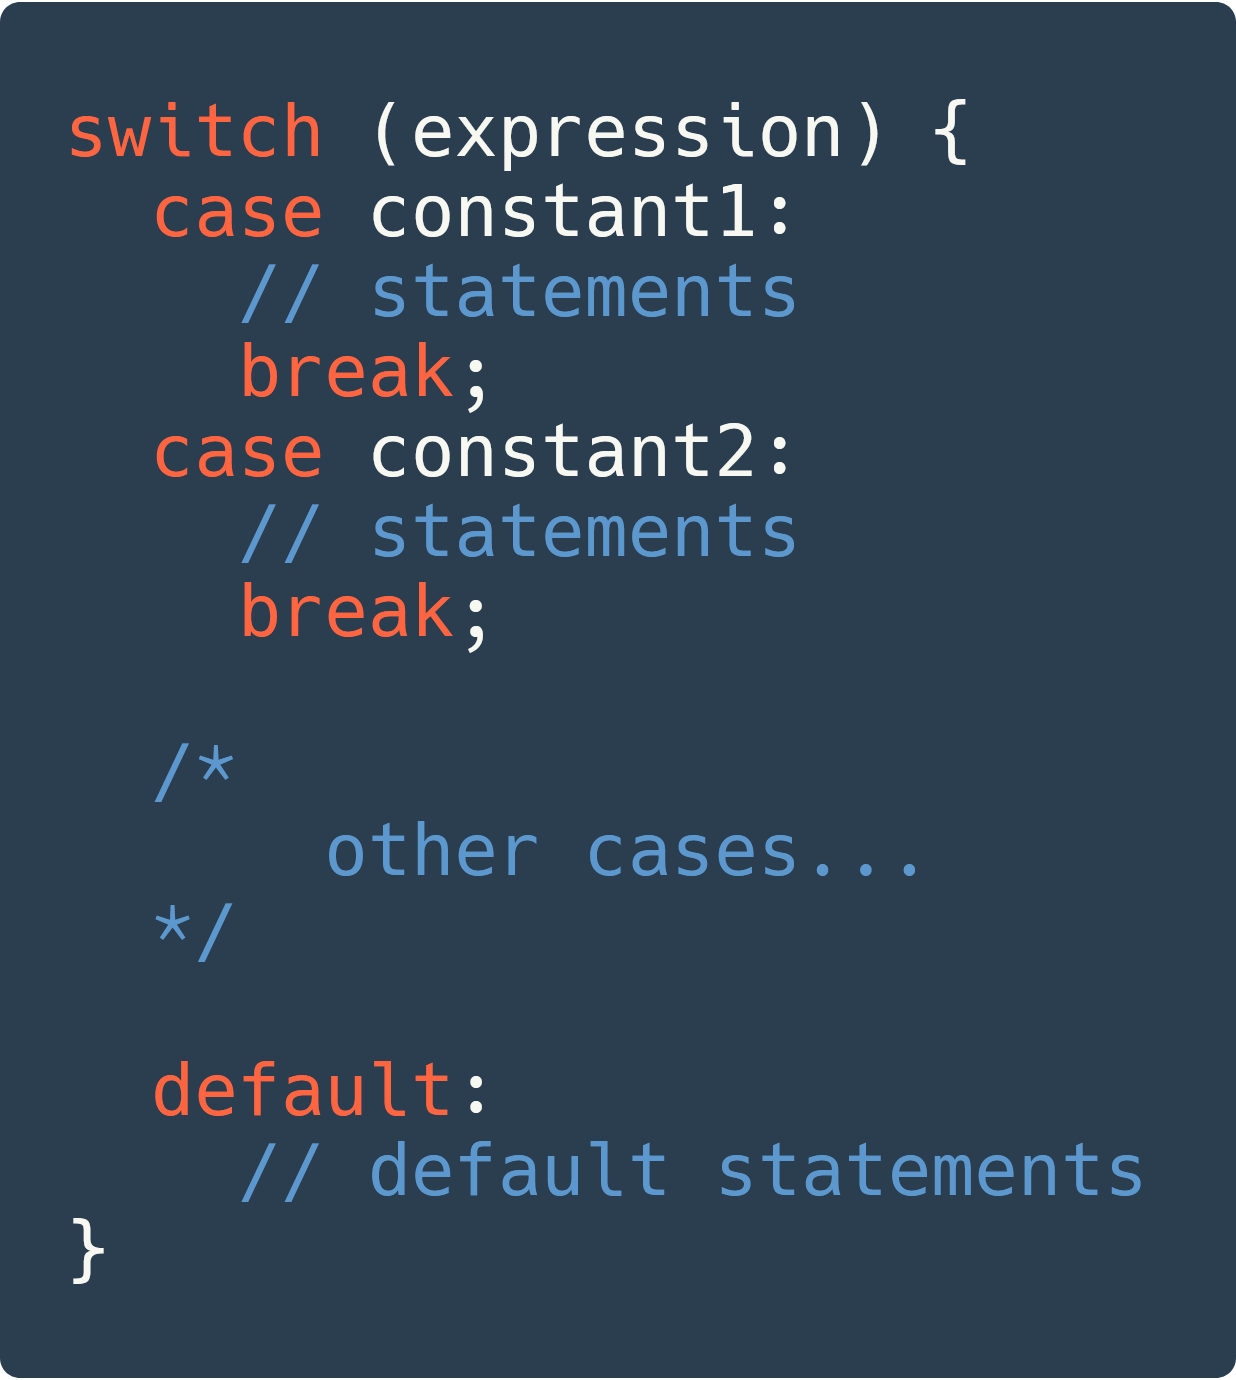 switch (expression) {
  case constant1:
    // statements
    break;
  case constant2:
    // statements
    break;

  /*
      other cases...
  */

  default:
    // default statements
}